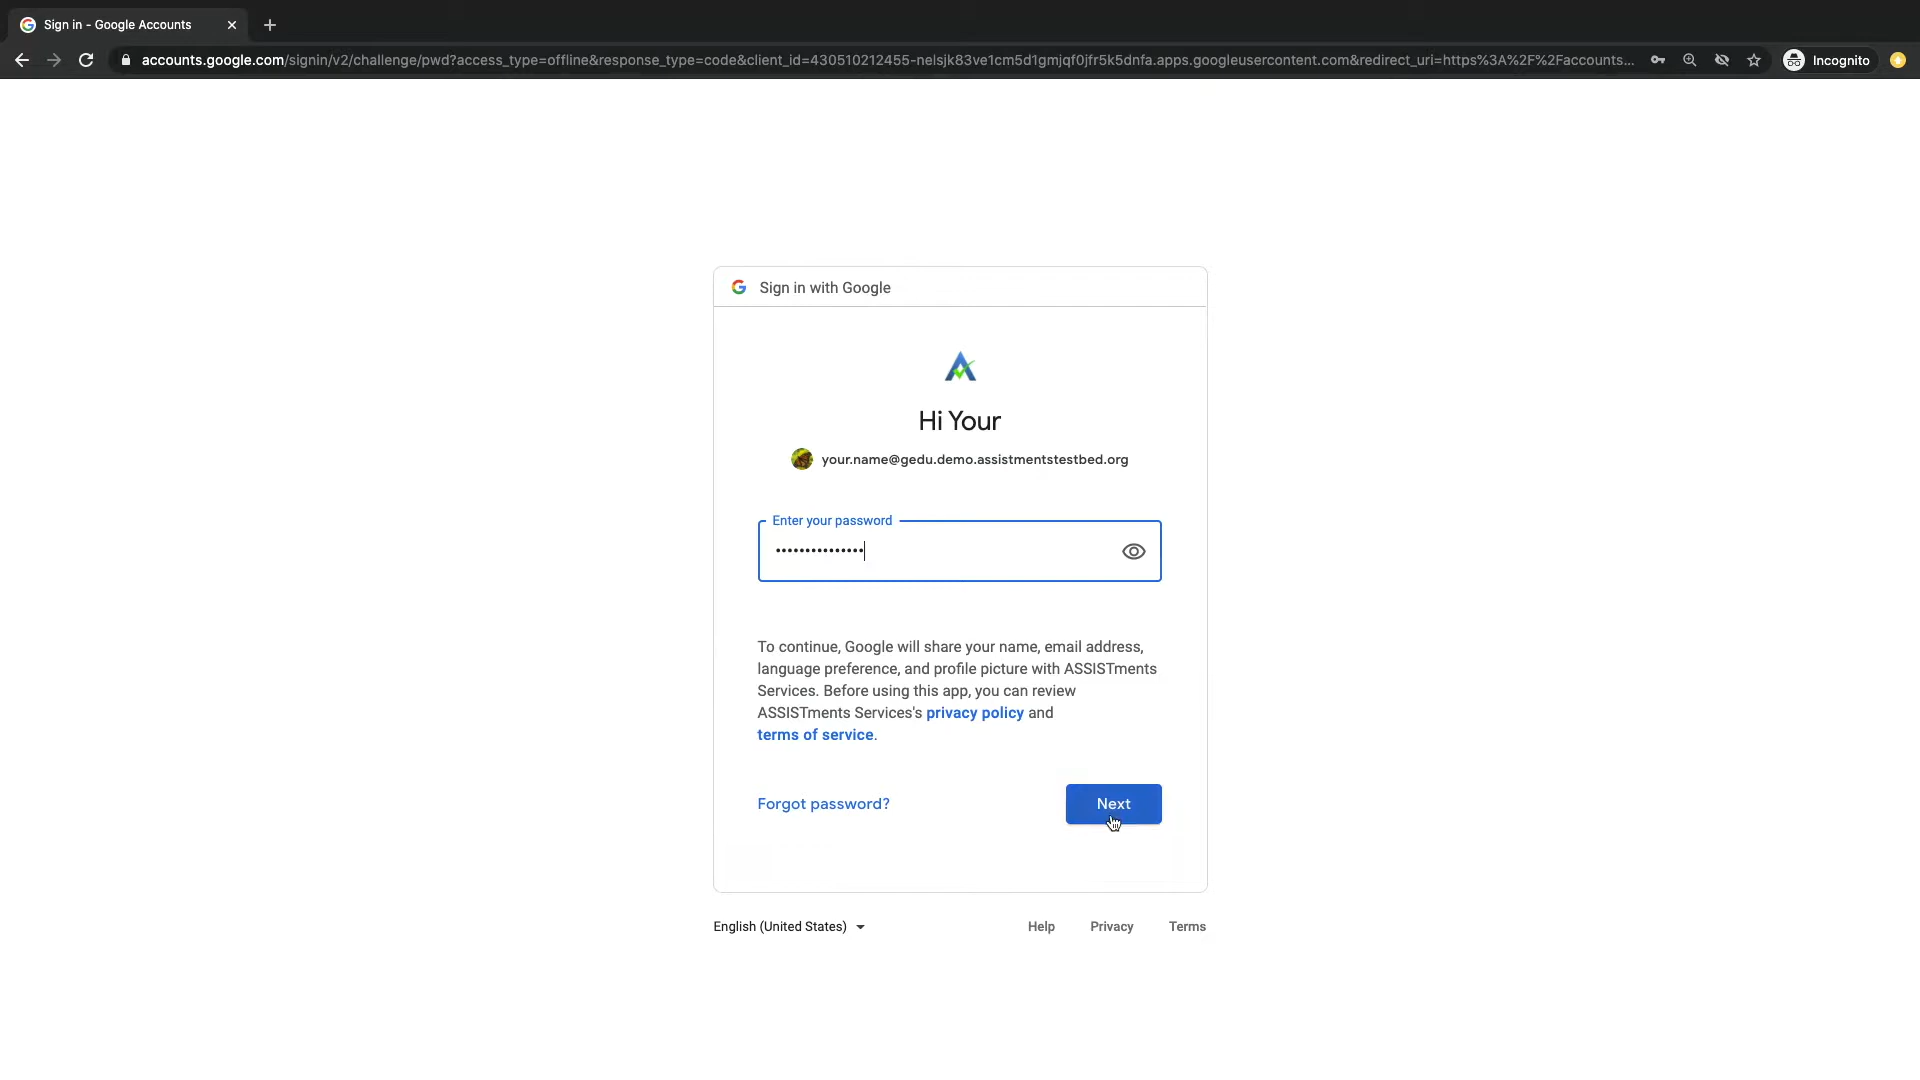 Sign in - Google Accounts
accounts.google.com/signin/v2/challenge/pwd?access_type=offline&response_type=code&client_id=430510212455-nelsjk83ve1cm5d1gmjqf0jfr5k5dnfa.apps.googleusercontent.com&redirect_uri=https%3A%2F%2Faccounts...
Incognito
Sign in with Google
Hi Your
your.name@gedu.demo.assistmentstestbed.org
Enter your password
•••••••••••••••
To continue, Google will share your name, email address,
language preference, and profile picture with ASSISTments
Services. Before using this app, you can review
ASSISTments Services's privacy policy and
terms of service.
Forgot password?
Next
English (United States)
Help
Privacy
Terms